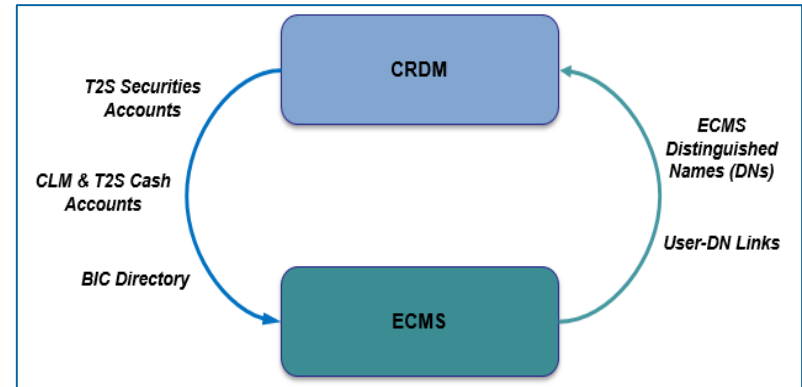 CRDM
T2S Securities
Accounts
CLM & T2S Cash
Accounts
BIC Directory
ECMS
Distinguished
Names (DNs)
User-DN Links
ECMS